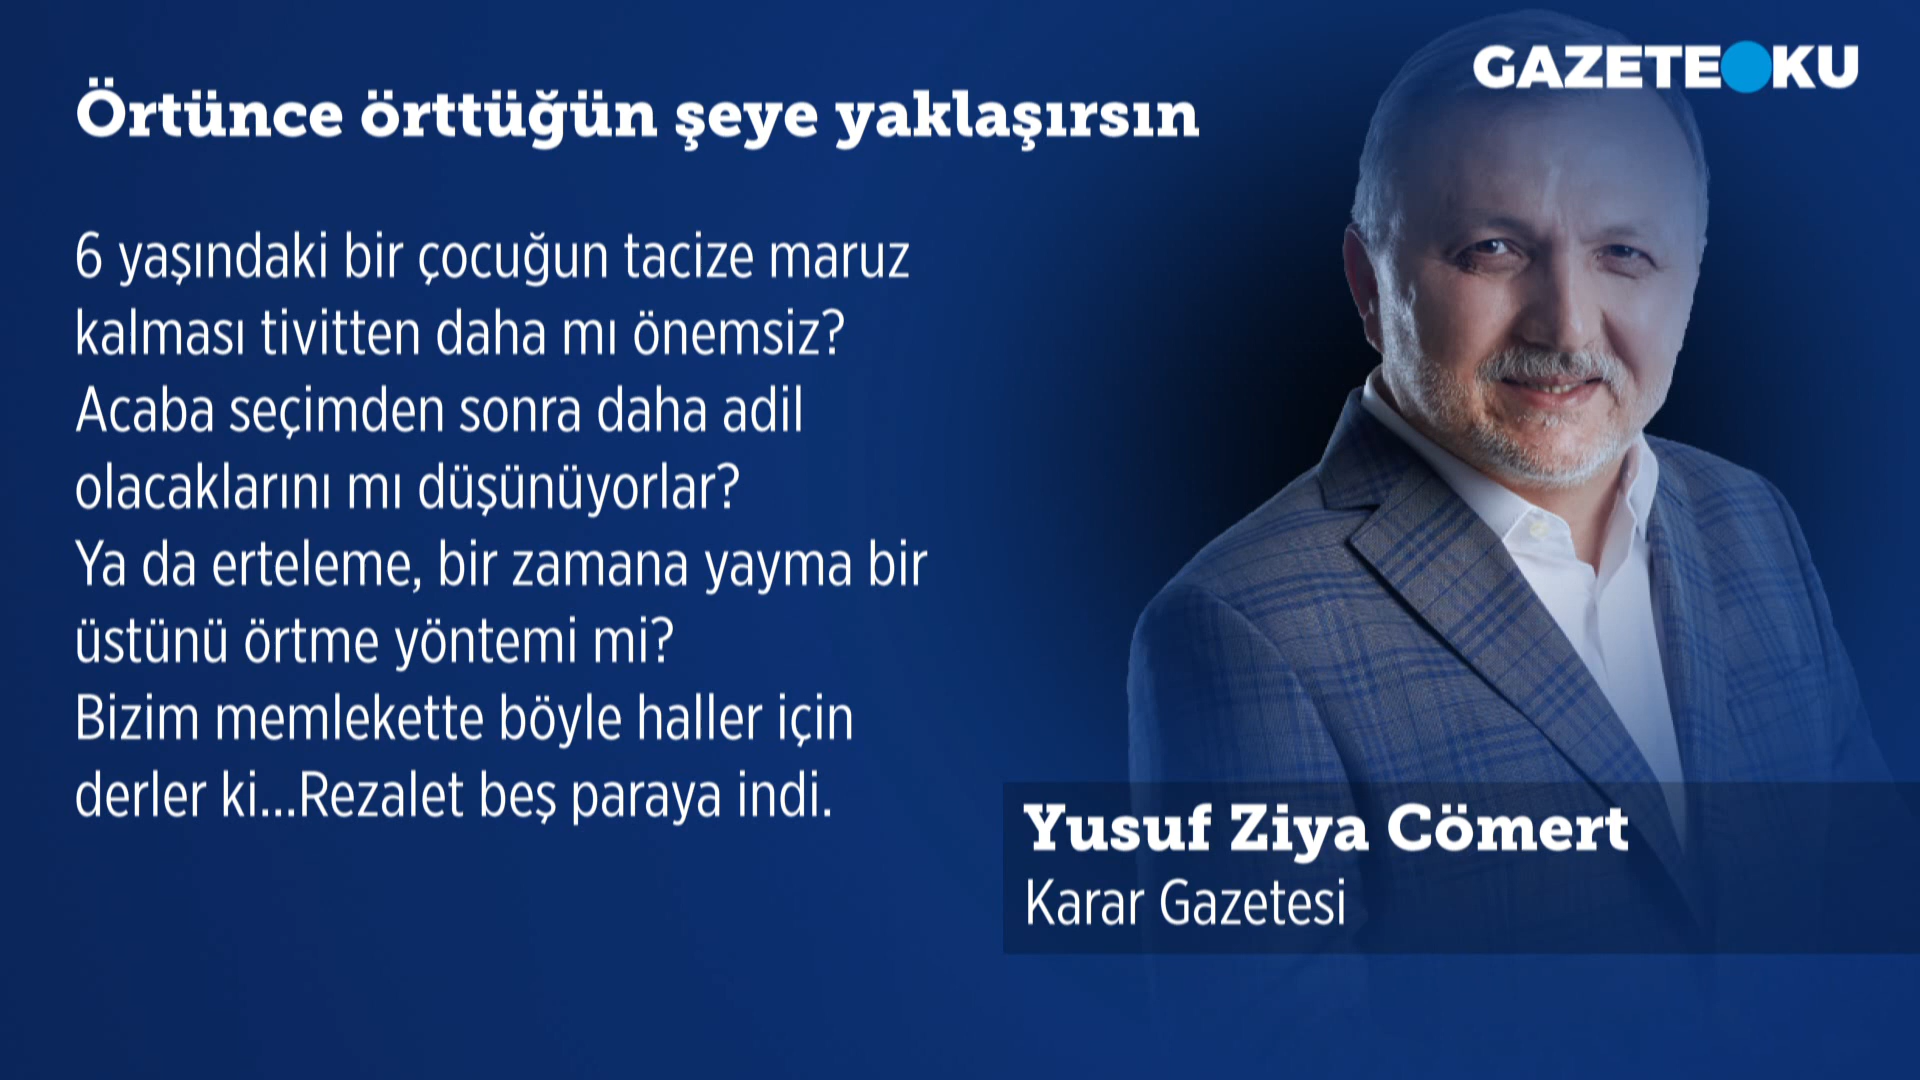 GAZETE OKU
Örtünce örttüğün şeye yaklaşırsın
6 yaşındaki bir çocuğun tacize maruz
kalması tivitten daha mı önemsiz?
Acaba seçimden sonra daha adil
olacaklarını mı düşünüyorlar?
Ya da erteleme, bir zamana yayma bir
üstünü örtme yöntemi mi?
Bizim memlekette böyle haller için
derler ki...Rezalet beş paraya indi.
Yusuf Ziya Cömert
Karar Gazetesi